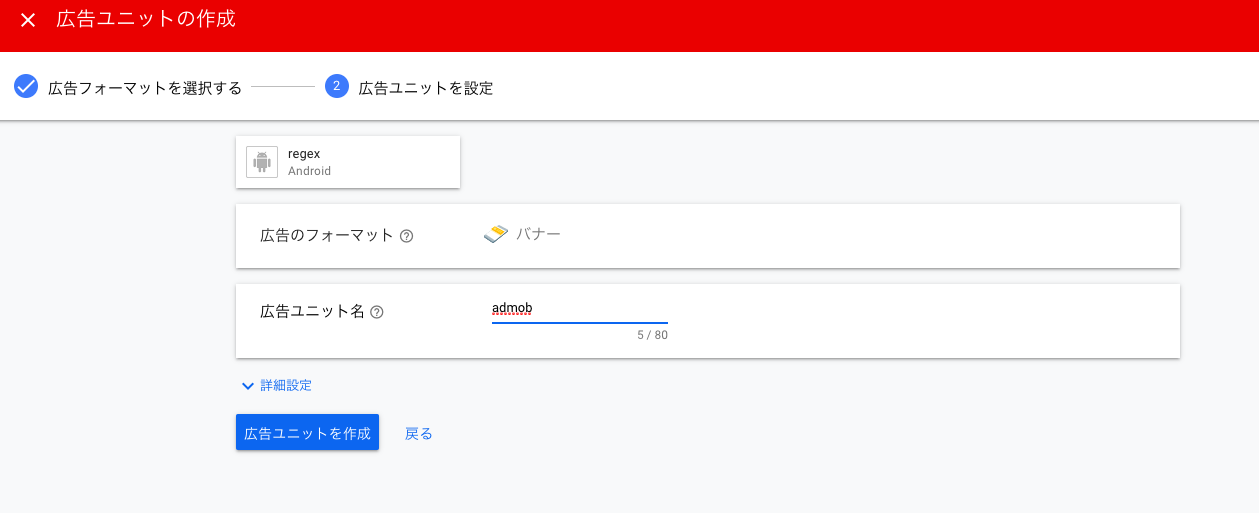 広告ユニットの作成
広告フォーマットを選択する
2 広告ユニットを設定
regex
Android
広告のフォーマット ? バナー
広告ユニット名 ? admob
5 / 80
詳細設定
広告ユニットを作成 戻る